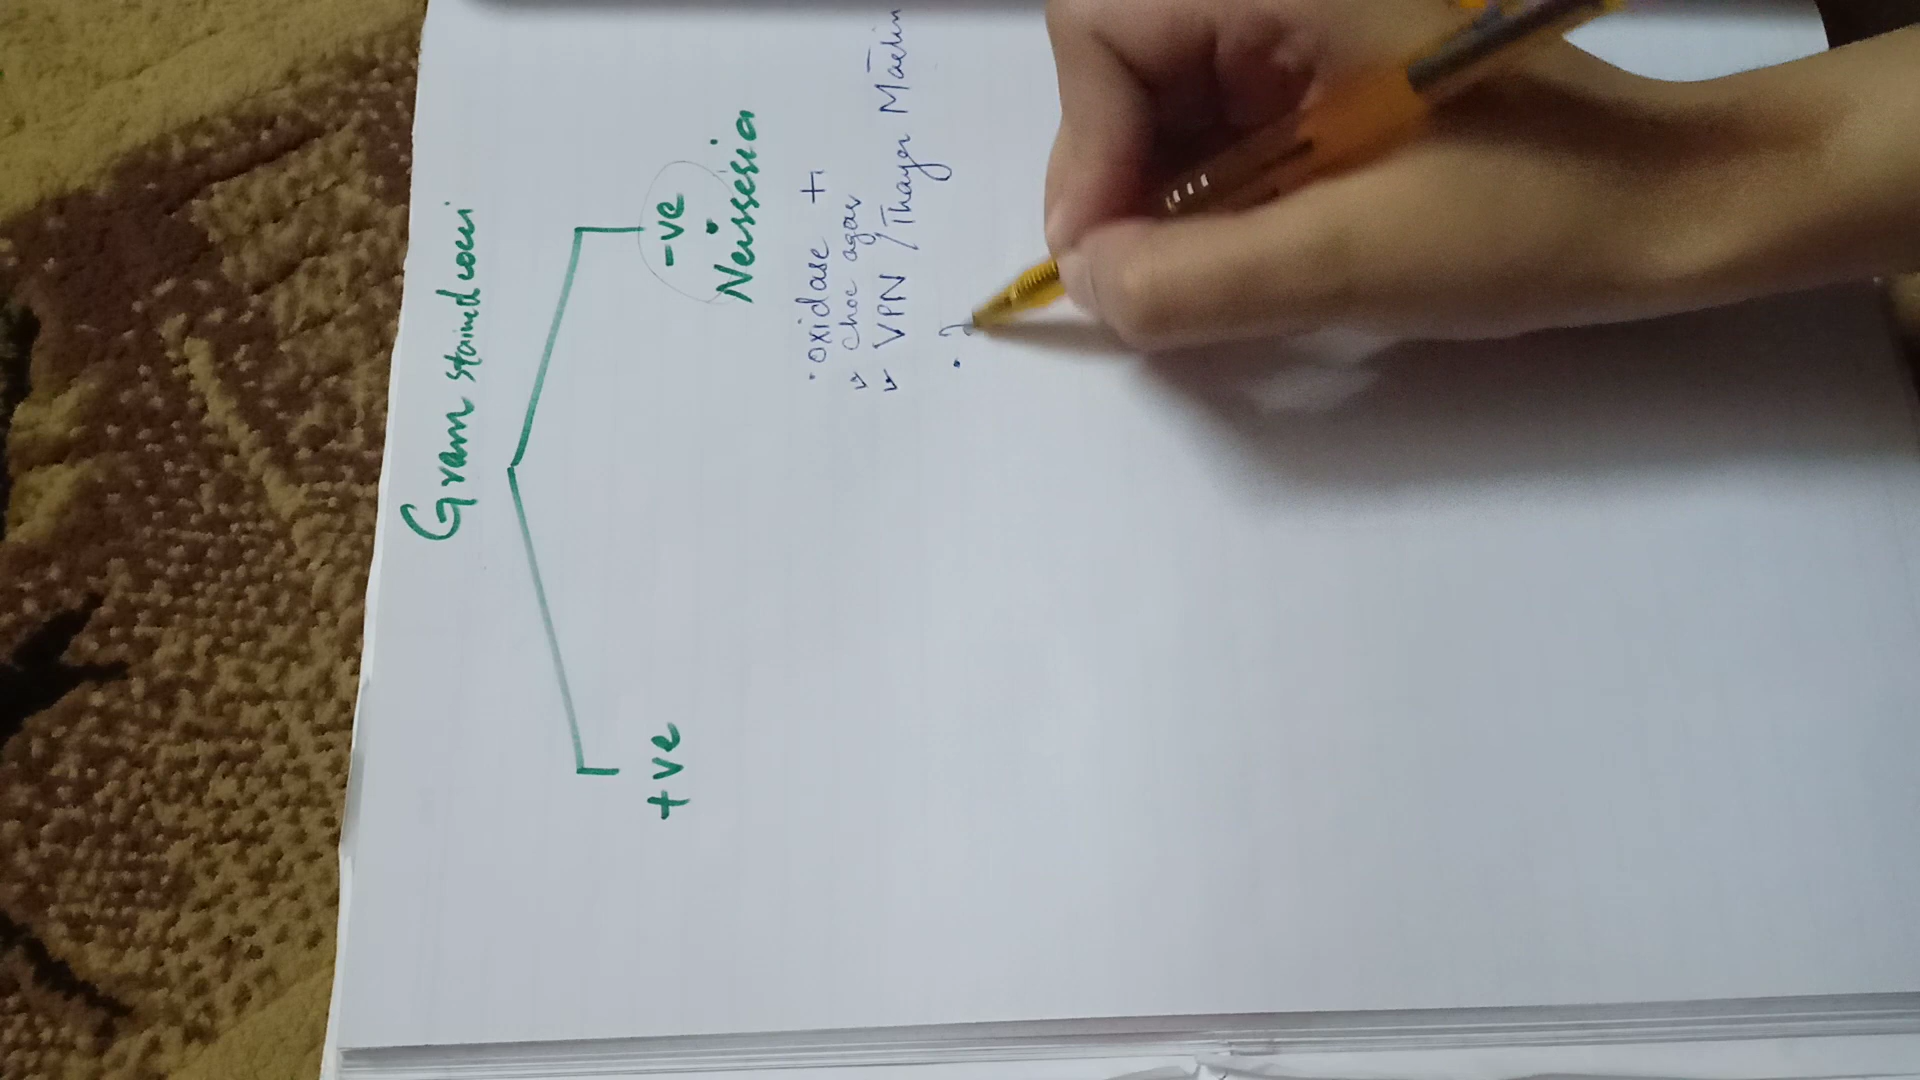 Gram stained cocci
+ve
-ve
Neisseria
• oxidase +
choc agar
VPN / Thayer Martin